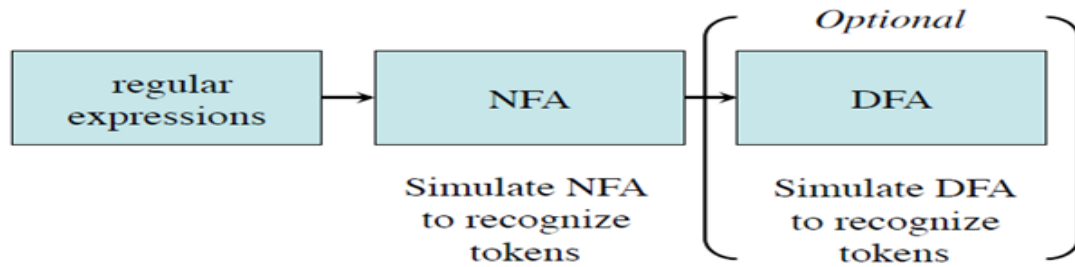 Optional
regular
expressions
NFA
DFA
Simulate NFA
to recognize
tokens
Simulate DFA
to recognize
tokens